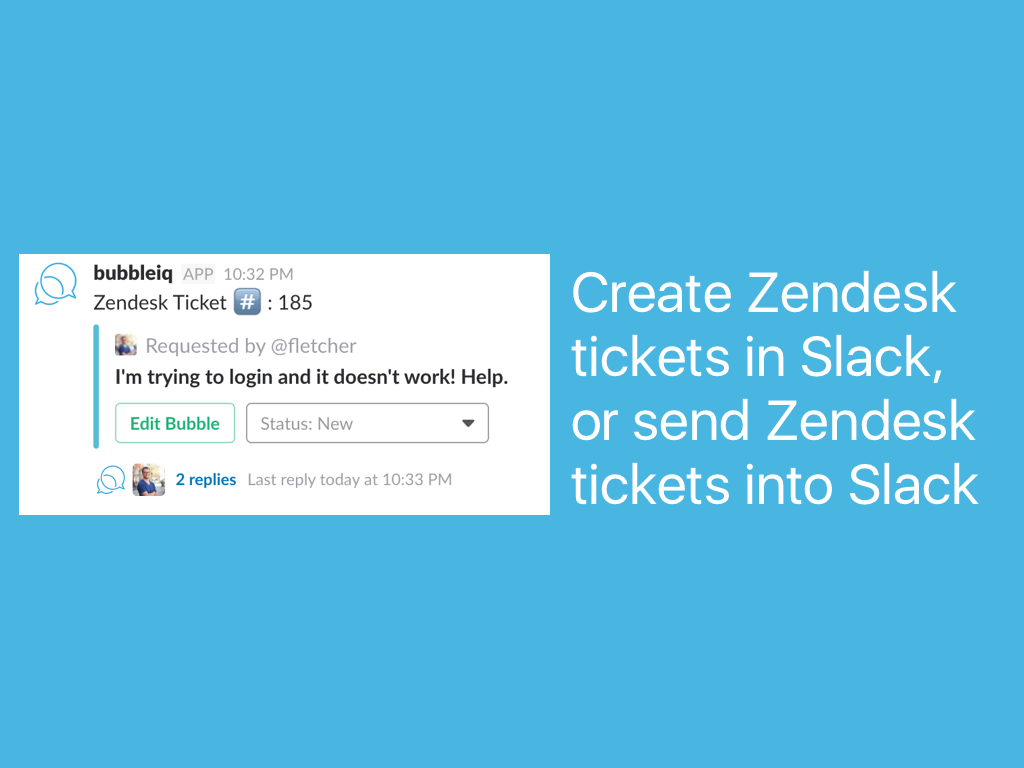 bubbleiq APP 10:32 PM
Zendesk Ticket #️⃣ : 185
Requested by @fletcher
I'm trying to login and it doesn't work! Help.
Edit Bubble
Status: New
2 replies Last reply today at 10:33 PM
Create Zendesk
tickets in Slack,
or send Zendesk
tickets into Slack